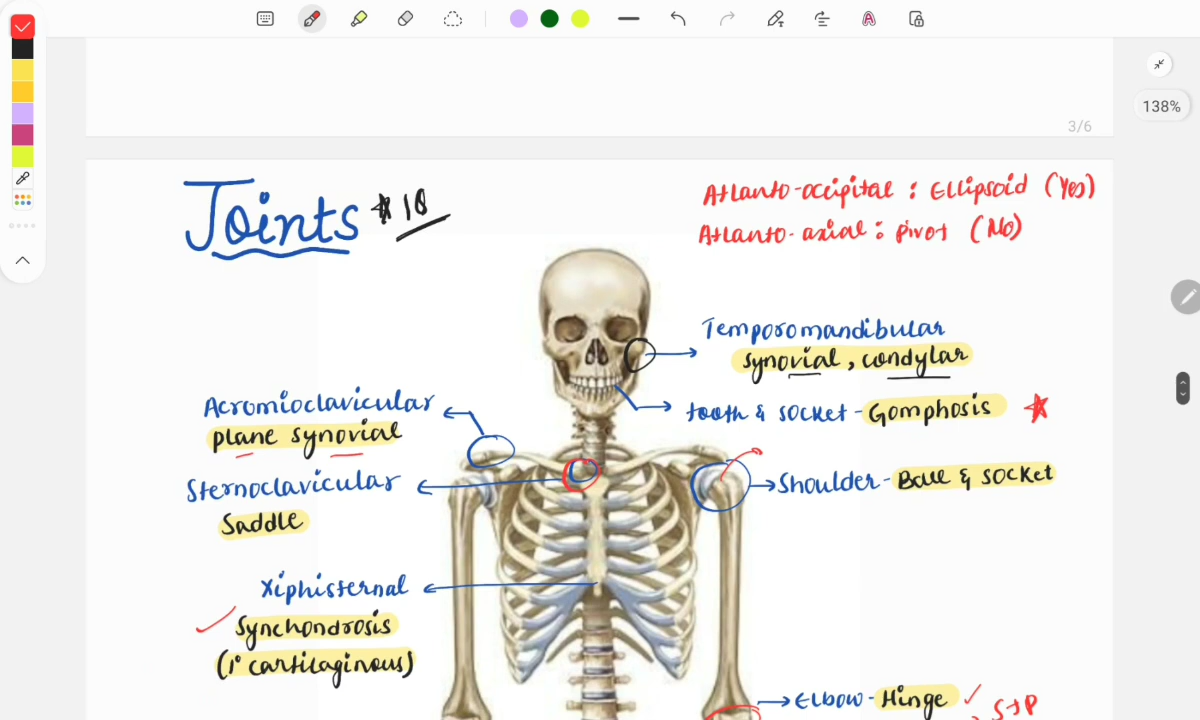 138%
3/6
Joints *10
Atlanto-occipital : Ellipsoid (Yes)
Atlanto-axial : pivot (No)
Temporomandibular
synovial, condylar
Acromioclavicular
plane synovial
tooth & socket - Gomphosis
Sternoclavicular
Saddle
Shoulder - Ball & socket
Xiphisternal
Synchondrosis
(1° cartilaginous)
Elbow - Hinge
S+P